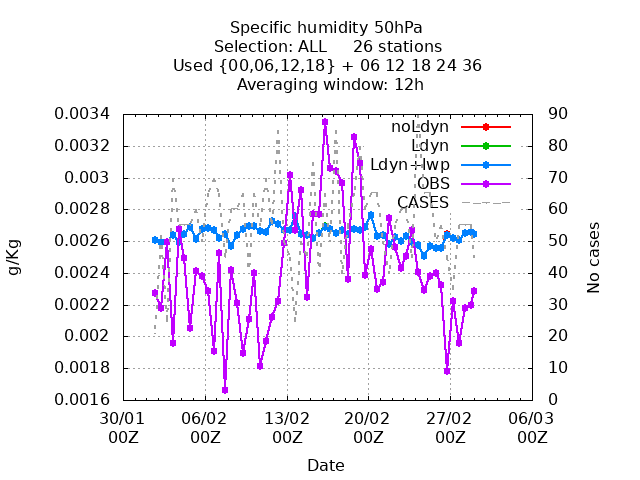 Specific humidity 50hPa
Selection: ALL     26 stations
Used {00,06,12,18} + 06 12 18 24 36
Averaging window: 12h
0.0034
0.0032
0.003
0.0028
0.0026
0.0024
0.0022
0.002
0.0018
0.0016
g/Kg
90
80
70
60
50
40
30
20
10
0
No cases
noLdyn
Ldyn
Ldyn+lwp
OBS
CASES
30/01 06/02 13/02 20/02 27/02 06/03
00Z 00Z 00Z 00Z 00Z 00Z
Date